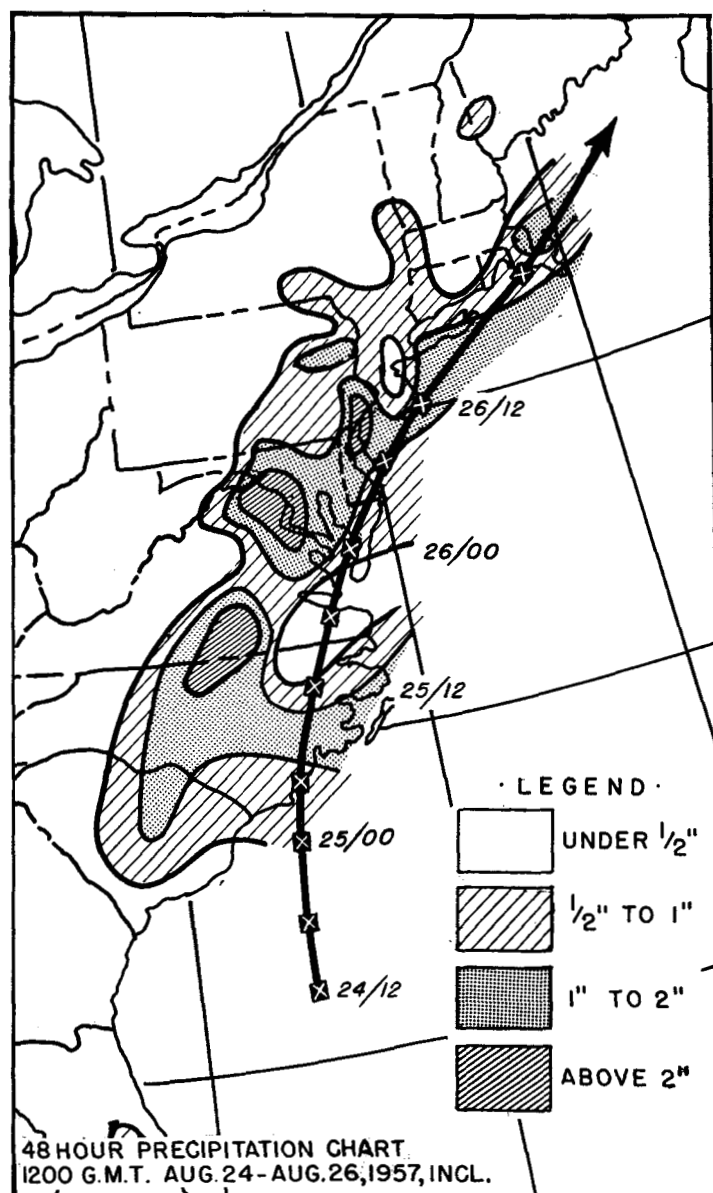 26/12
26/00
25/12
· LEGEND ·
UNDER 1/2"
25/00
1/2" TO 1"
24/12
1" TO 2"
ABOVE 2"
48 HOUR PRECIPITATION CHART
1200 G.M.T. AUG.24-AUG.26,1957, INCL.